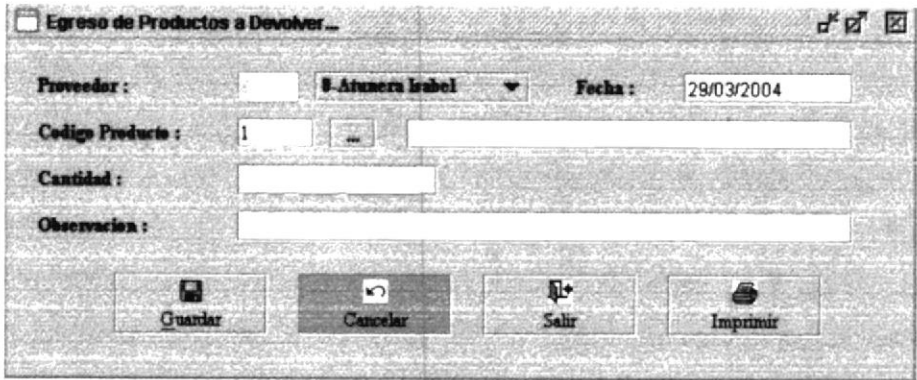 Egreso de Productos a Devolver...
Proveedor : 8-Atunera Isabel Fecha : 29/03/2004
Codigo Producto : 1 ...
Cantidad :
Observacion :
Guardar Cancelar Salir Imprimir